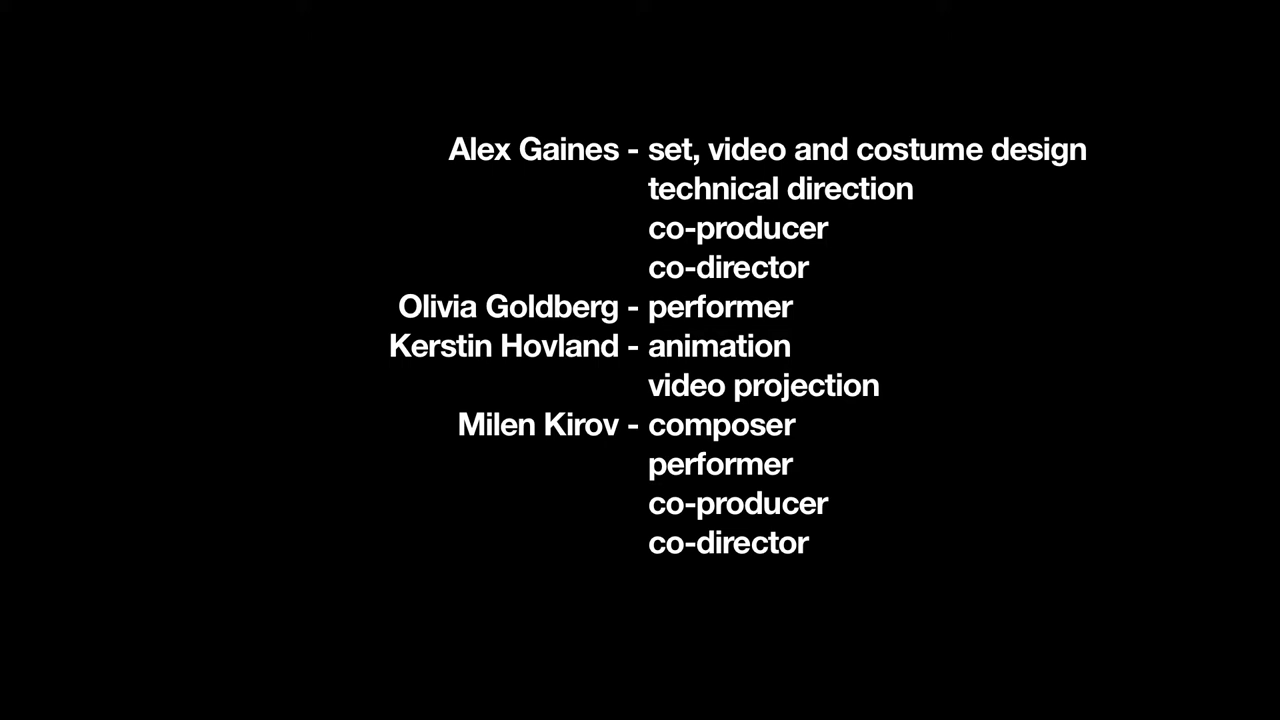 Alex Gaines - set, video and costume design
technical direction
co-producer
co-director
Olivia Goldberg - performer
Kerstin Hovland - animation
video projection
Milen Kirov - composer
performer
co-producer
co-director